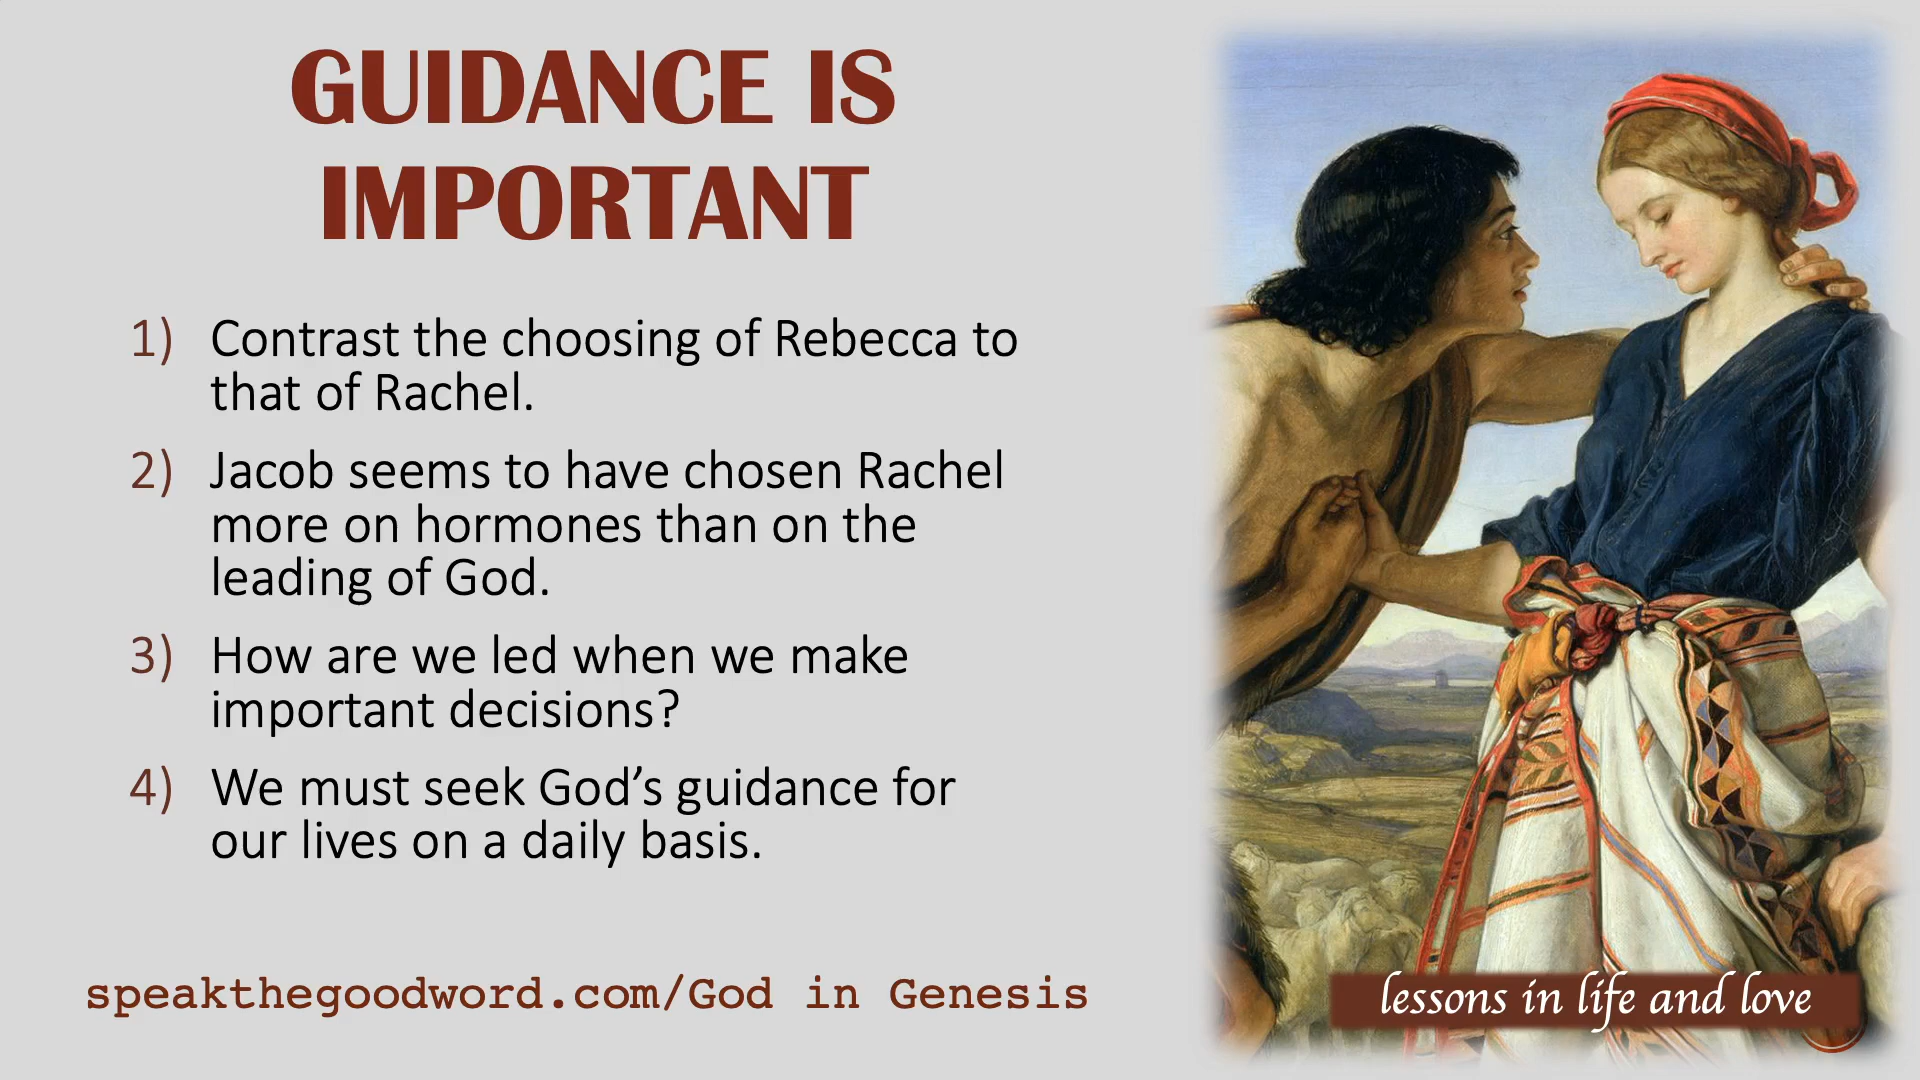 GUIDANCE IS
IMPORTANT
1) Contrast the choosing of Rebecca to
that of Rachel.
2) Jacob seems to have chosen Rachel
more on hormones than on the
leading of God.
3) How are we led when we make
important decisions?
4) We must seek God’s guidance for
our lives on a daily basis.
speakthegoodword.com/God in Genesis
lessons in life and love